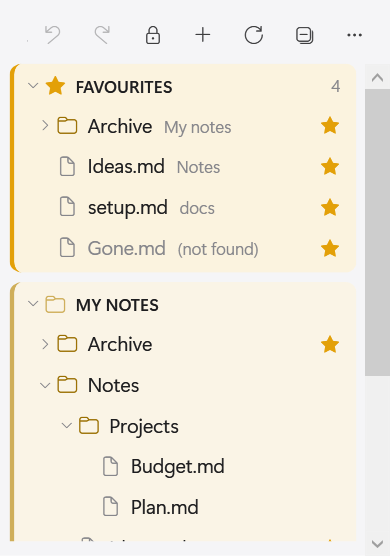 FAVOURITES 4
Archive My notes
Ideas.md Notes
setup.md docs
Gone.md (not found)
MY NOTES
Archive
Notes
Projects
Budget.md
Plan.md